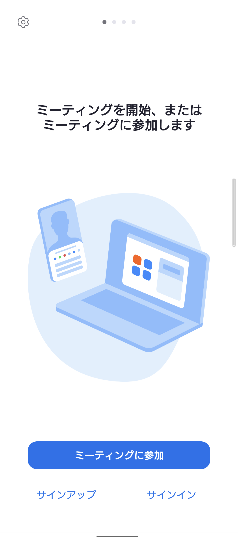 ミーティングを開始、または
ミーティングに参加します
ミーティングに参加
サインアップ
サインイン